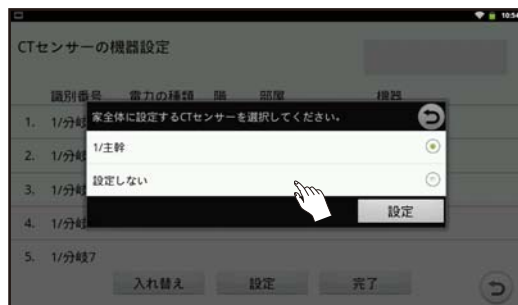 10:54
CTセンサーの機器設定
識別番号 電力の種類 階 部屋 機器
1. 1/分岐
家全体に設定するCTセンサーを選択してください。
2. 1/分岐
1/主幹
3. 1/分岐
設定しない
4. 1/分岐
設定
5. 1/分岐7
入れ替え 設定 完了